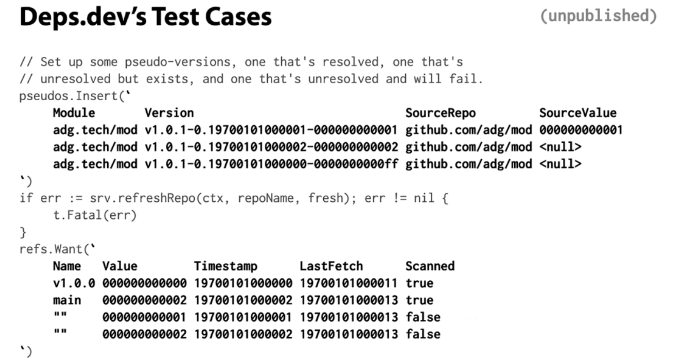 Deps.dev's Test Cases
(unpublished)
// Set up some pseudo-versions, one that's resolved, one that's
// unresolved but exists, and one that's unresolved and will fail.
pseudos.Insert(`
Module Version SourceRepo SourceValue
adg.tech/mod v1.0.1-0.19700101000001-000000000001 github.com/adg/mod 000000000001
adg.tech/mod v1.0.1-0.19700101000002-000000000002 github.com/adg/mod <null>
adg.tech/mod v1.0.1-0.19700101000000-0000000000ff github.com/adg/mod <null>
`)
if err := srv.refreshRepo(ctx, repoName, fresh); err != nil {
t.Fatal(err)
}
refs.Want(`
Name Value Timestamp LastFetch Scanned
v1.0.0 000000000000 19700101000000 19700101000011 true
main 000000000002 19700101000002 19700101000013 true
"" 000000000001 19700101000001 19700101000013 false
"" 000000000002 19700101000002 19700101000013 false
`)